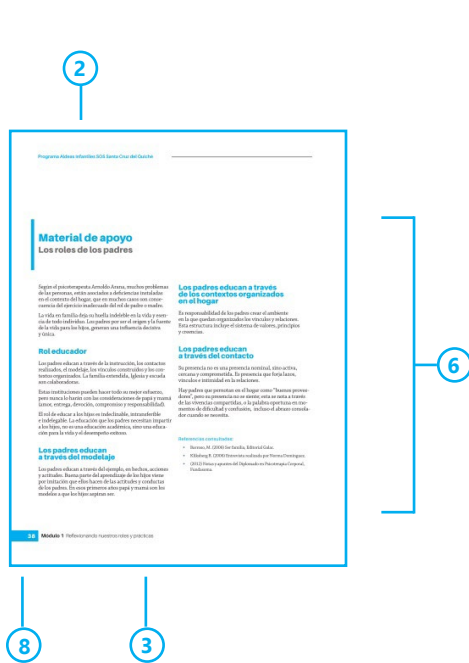 2
Programa Aldeas Infantiles SOS Santa Cruz del Quiché
Material de apoyo
Los roles de los padres
Según el psicoterapeuta Arnoldo Arana, muchos problemas
de las personas, están asociados a deficiencias instaladas
en el contexto del hogar, que en muchos casos son conse-
cuencia del ejercicio inadecuado del rol de padre o madre.
La vida en familia deja su huella indeleble en la vida y esen-
cia de todo individuo. Los padres por ser el origen y la fuente
de la vida para los hijos, generan una influencia decisiva
y única.
Rol educador
Los padres educan a través de la instrucción, los contactos
realizados, el modelaje, los vínculos construidos y los con-
textos organizados. La familia extendida, iglesia y escuela
son colaboradoras.
Estas instituciones pueden hacer todo su mejor esfuerzo,
pero nunca lo harán con las consideraciones de papá y mamá
(amor, entrega, devoción, compromiso y responsabilidad).
El rol de educar a los hijos es indeclinable, intransferible
e indelegable. La educación que los padres necesitan impartir
a los hijos, no es una educación académica, sino una educa-
ción para la vida y el desempeño exitoso.
Los padres educan
a través del modelaje
Los padres educan a través del ejemplo, en hechos, acciones
y actitudes. Buena parte del aprendizaje de los hijos viene
por imitación que ellos hacen de las actitudes y conductas
de los padres. En esos primeros años papá y mamá son los
modelos a que los hijos aspiran ser.
Los padres educan a través
de los contextos organizados
en el hogar
Es responsabilidad de los padres crear el ambiente
en la que quedan organizados los vínculos y relaciones.
Esta estructura incluye el sistema de valores, principios
y creencias.
Los padres educan
a través del contacto
Su presencia no es una presencia nominal, sino activa,
cercana y comprometida. Es presencia que forja lazos,
vínculos e intimidad en la relaciones.
Hay padres que presumen en el hogar como "buenos provee-
dores", pero su presencia no se siente, esta se nota a través
de las vivencias compartidas, o la palabra oportuna en mo-
mentos de dificultad y confusión, incluso el abrazo consola-
dor cuando se necesita.
Referencias consultadas:
• Barroso, M. (2006) Ser familia, Editorial Galac.
• (2012) Notas y apuntes del Diplomado en Psicoterapia Corporal,
38 Módulo 1: Reflexionando nuestros roles y prácticas
6
8
3